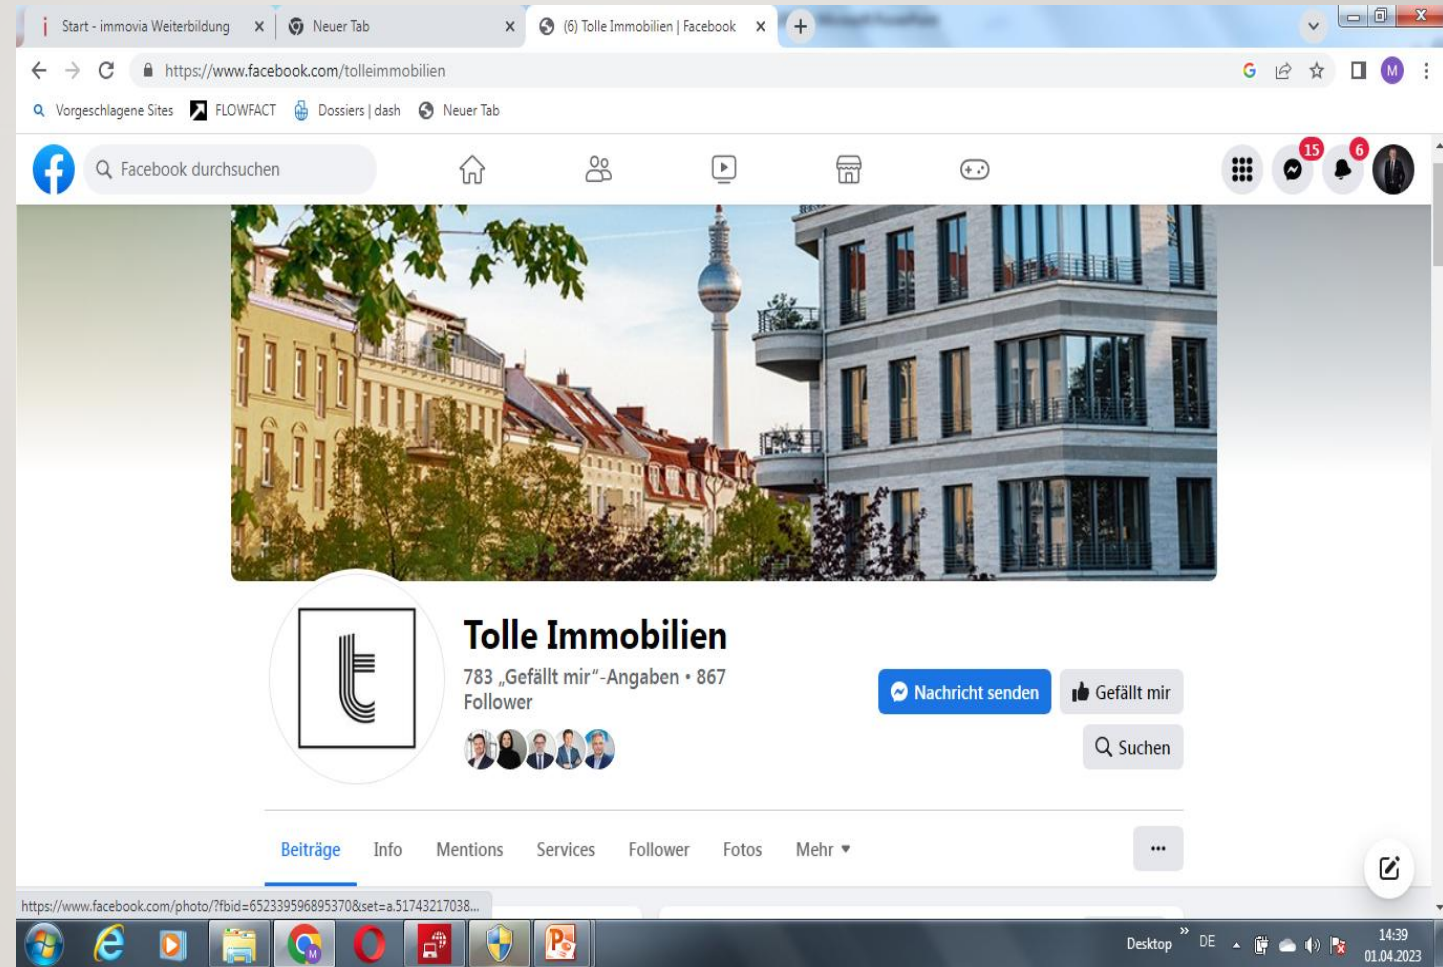 Start - immovia Weiterbildung
Neuer Tab
(6) Tolle Immobilien | Facebook
https://www.facebook.com/tolleimmobilien
G
M
Vorgeschlagene Sites FLOWFACT Dossiers | dash Neuer Tab
Facebook durchsuchen
15
6
Tolle Immobilien
783 „Gefällt mir“-Angaben • 867
Follower
Nachricht senden
Gefällt mir
Suchen
t
Beiträge Info Mentions Services Follower Fotos Mehr
https://www.facebook.com/photo/?fbid=652339596895370&set=a.51743217038...
Desktop
DE
14:39
01.04.2023